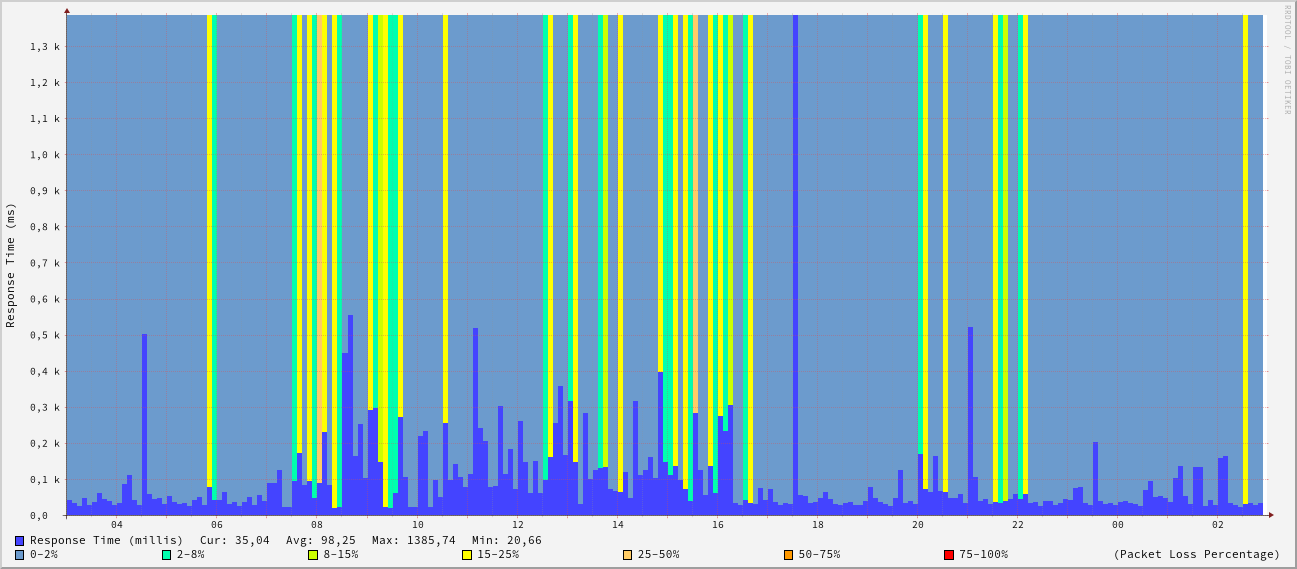 RRDTOOL / TOBI OETIKER
Response Time (ms)
1,3 k
1,2 k
1,1 k
1,0 k
0,9 k
0,8 k
0,7 k
0,6 k
0,5 k
0,4 k
0,3 k
0,2 k
0,1 k
0,0
04 06 08 10 12 14 16 18 20 22 00 02
Response Time (millis) Cur: 35,04 Avg: 98,25 Max: 1385,74 Min: 20,66
0-2% 2-8% 8-15% 15-25% 25-50% 50-75% 75-100% (Packet Loss Percentage)